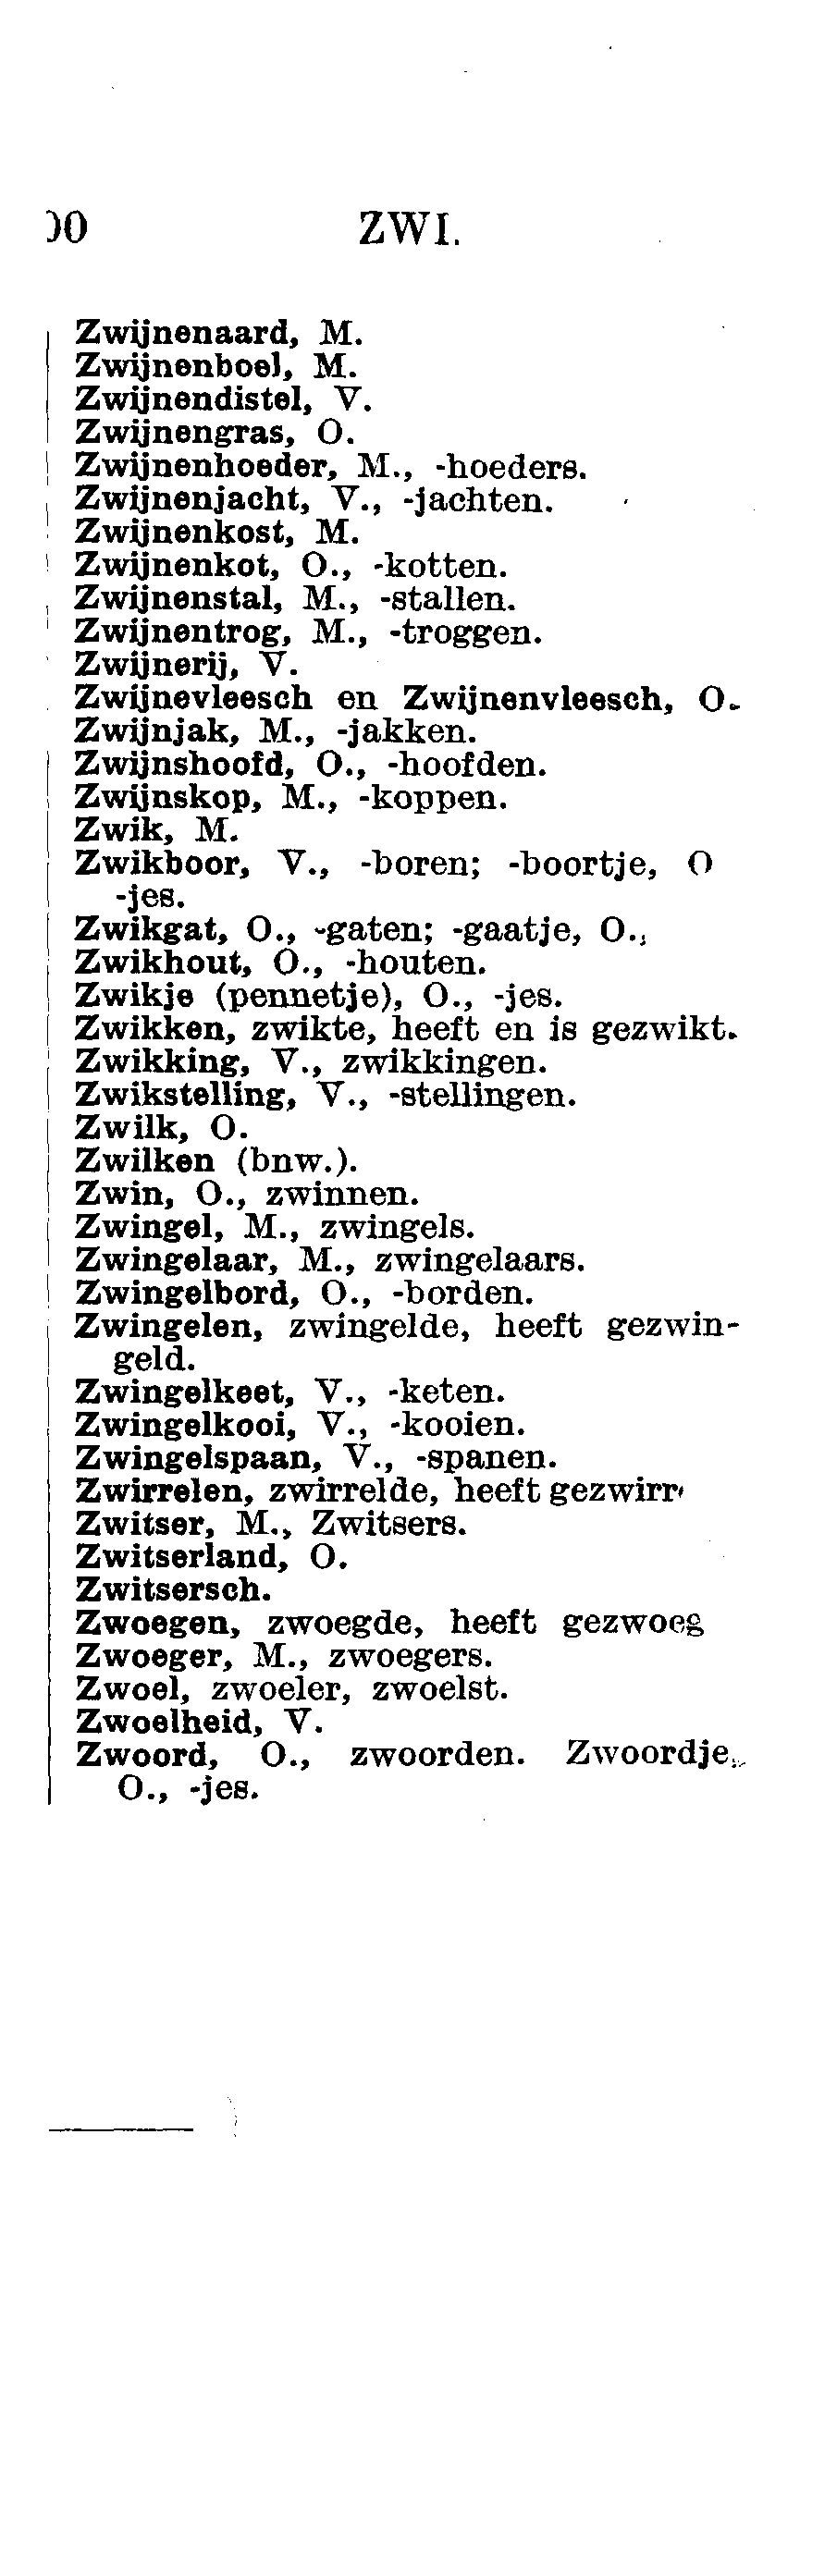 00 ZWI.
Zwijnenaard, M.
Zwijnenboel, M.
Zwijnendistel, V.
Zwijnengras, O.
Zwijnenhoeder, M., -hoeders.
Zwijnenjacht, V., -jachten.
Zwijnenkost, M.
Zwijnenkot, O., -kotten.
Zwijnenstal, M., -stallen.
Zwijnentrog, M., -troggen.
Zwijnerij, V.
Zwijnevleesch en Zwijnenvleesch, O.
Zwijnjak, M., -jakken.
Zwijnshoofd, O., -hoofden.
Zwijnskop, M., -koppen.
Zwik, M.
Zwikboor, V., -boren; -boortje, O
-jes.
Zwikgat, O., -gaten; -gaatje, O.,
Zwikhout, O., -houten.
Zwikje (pennetje), O., -jes.
Zwikken, zwikte, heeft en is gezwikt.
Zwikking, V., zwikkingen.
Zwikstelling, V., -stellingen.
Zwilk, O.
Zwilken (bnw.).
Zwin, O., zwinnen.
Zwingel, M., zwingels.
Zwingelaar, M., zwingelaars.
Zwingelbord, O., -borden.
Zwingelen, zwingelde, heeft gezwin-
geld.
Zwingelkeet, V., -keten.
Zwingelkooi, V., -kooien.
Zwingelspaan, V., -spanen.
Zwirrelen, zwirrelde, heeft gezwirr
Zwitser, M., Zwitsers.
Zwitserland, O.
Zwitsersch.
Zwoegen, zwoegde, heeft gezwoeg
Zwoeger, M., zwoegers.
Zwoel, zwoeler, zwoelst.
Zwoelheid, V.
Zwoord, O., zwoorden. Zwoordje,
O., -jes.